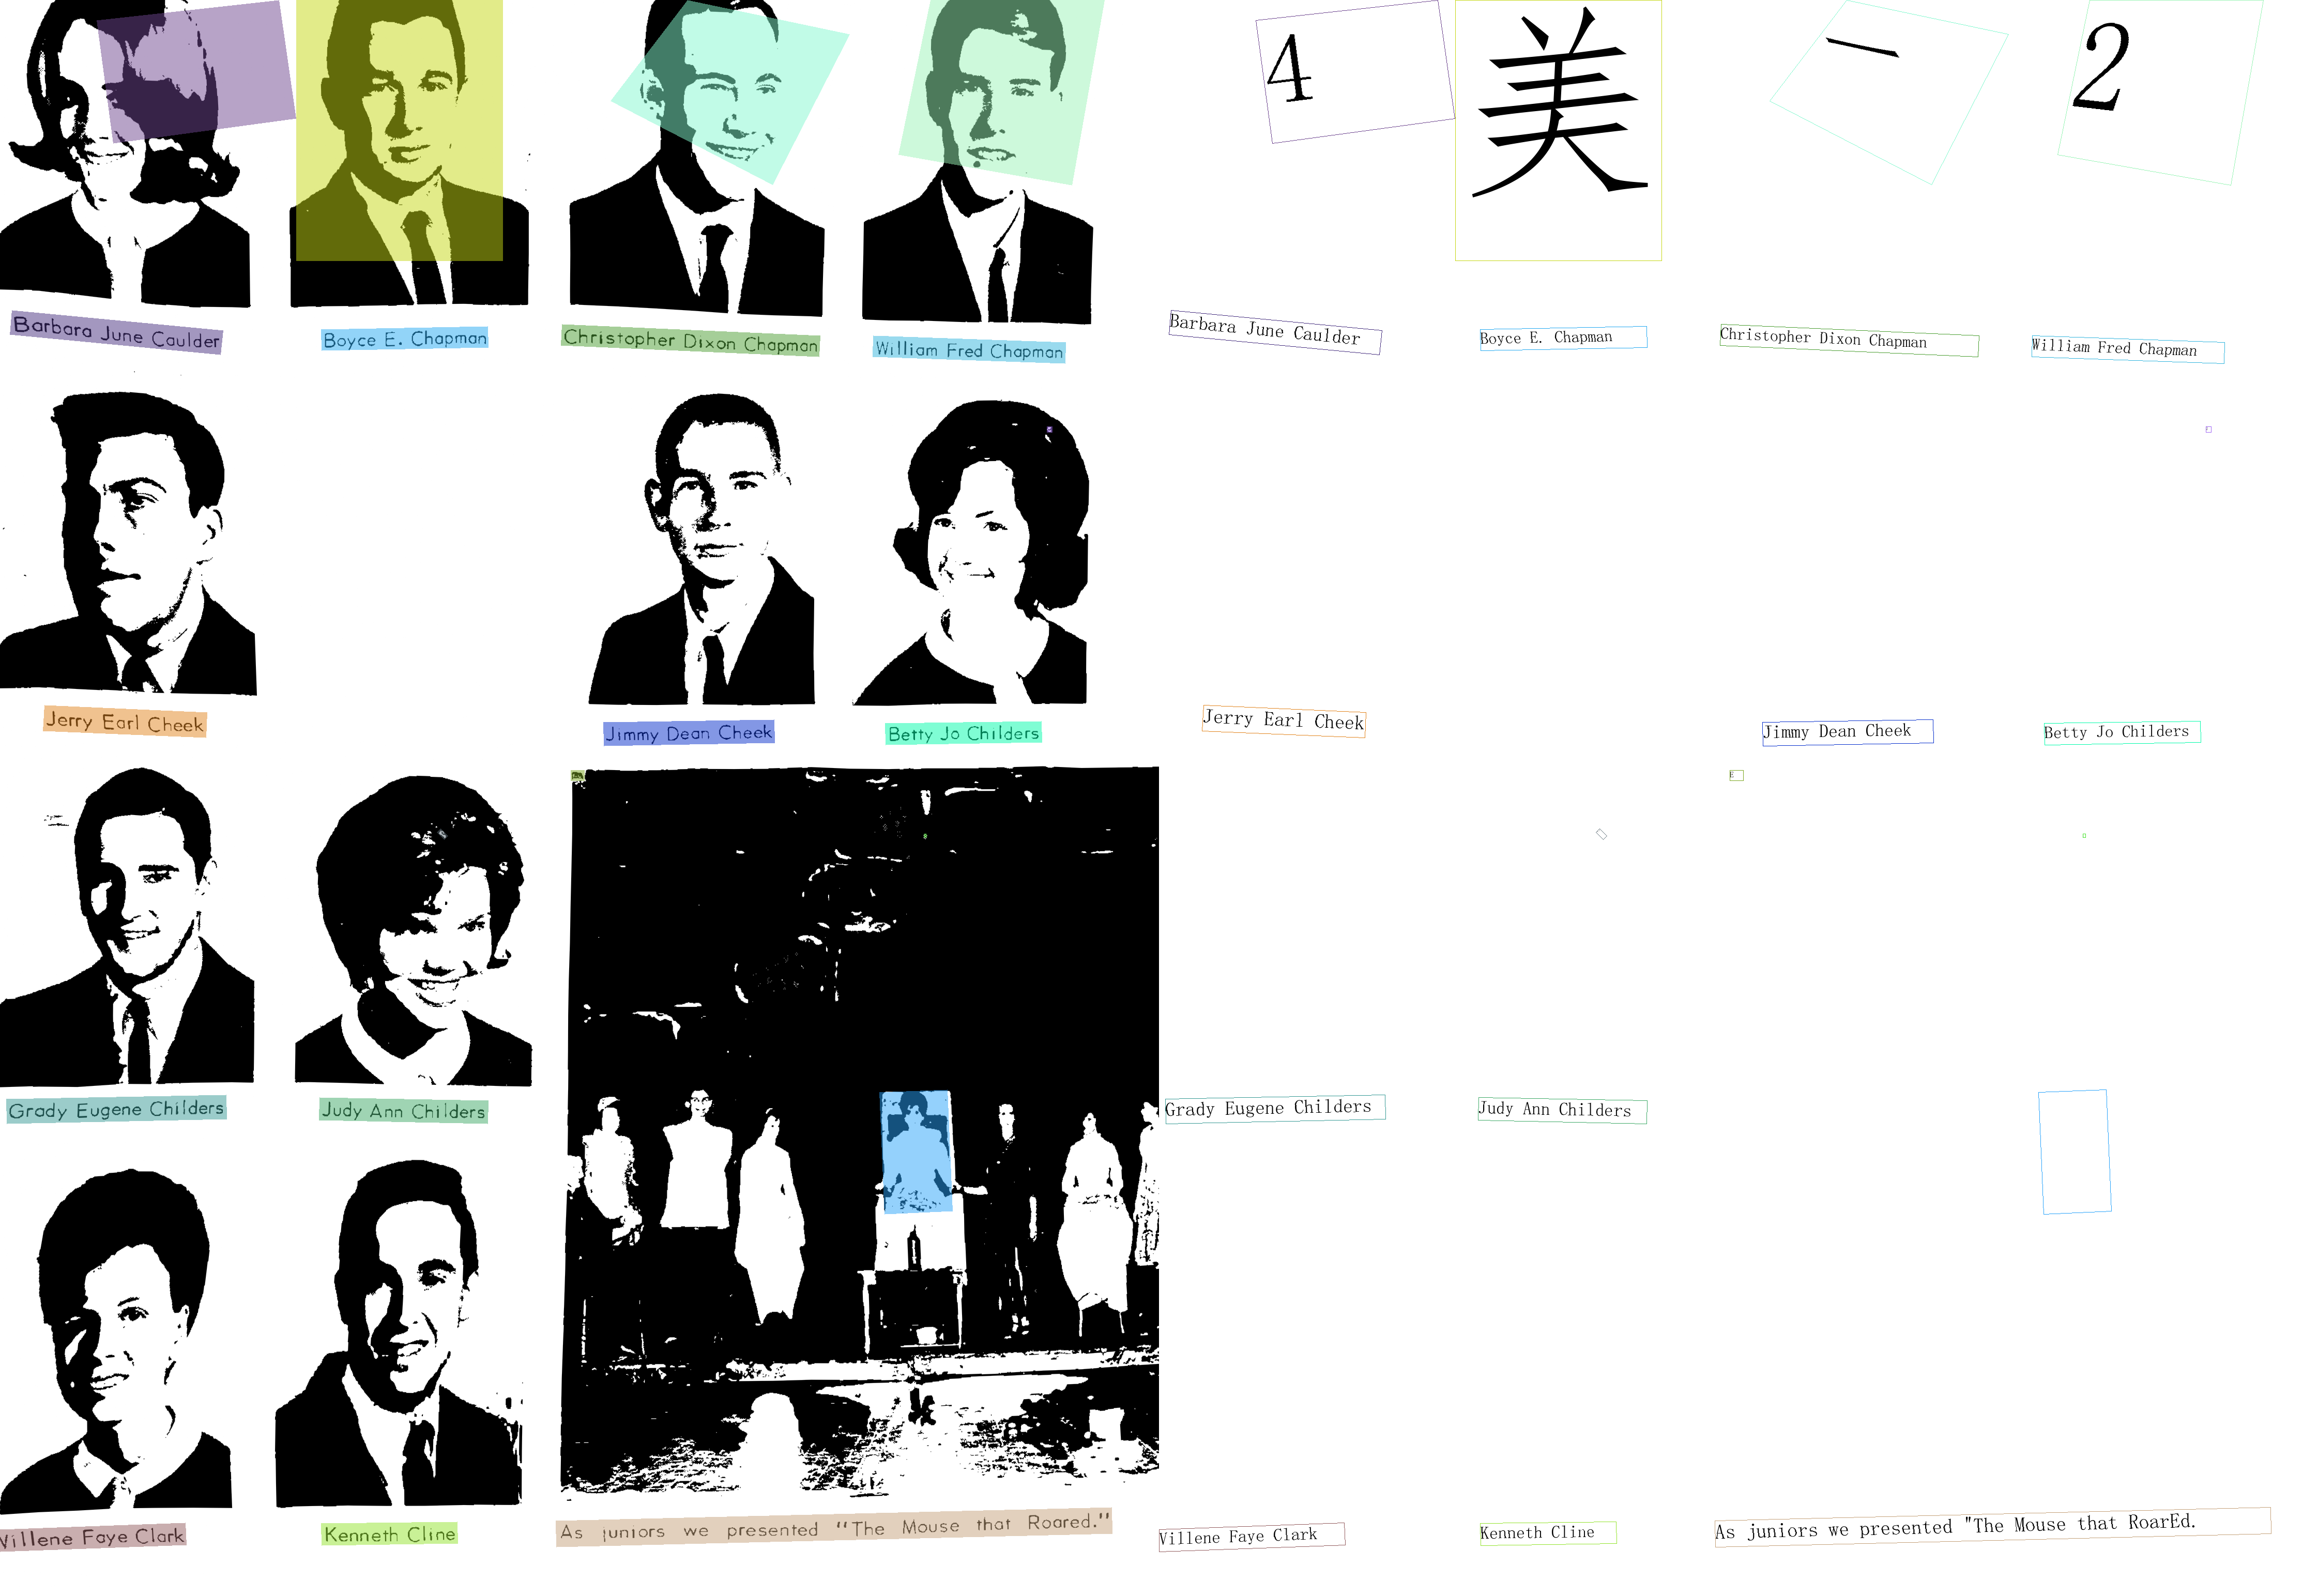 Barbara June Caulder
Boyce E. Chapman
Christopher Dixon Chapman
William Fred Chapman
Jerry Earl Cheek
Jimmy Dean Cheek
Betty Jo Childers
Grady Eugene Childers
Judy Ann Childers
Villene Faye Clark
Kenneth Cline
As juniors we presented "The Mouse that Roared."
4
美
一
2
Barbara June Caulder
Boyce E. Chapman
Christopher Dixon Chapman
William Fred Chapman
Jerry Earl Cheek
Jimmy Dean Cheek
Betty Jo Childers
E
Grady Eugene Childers
Judy Ann Childers
Villene Faye Clark
Kenneth Cline
As juniors we presented "The Mouse that RoarEd.